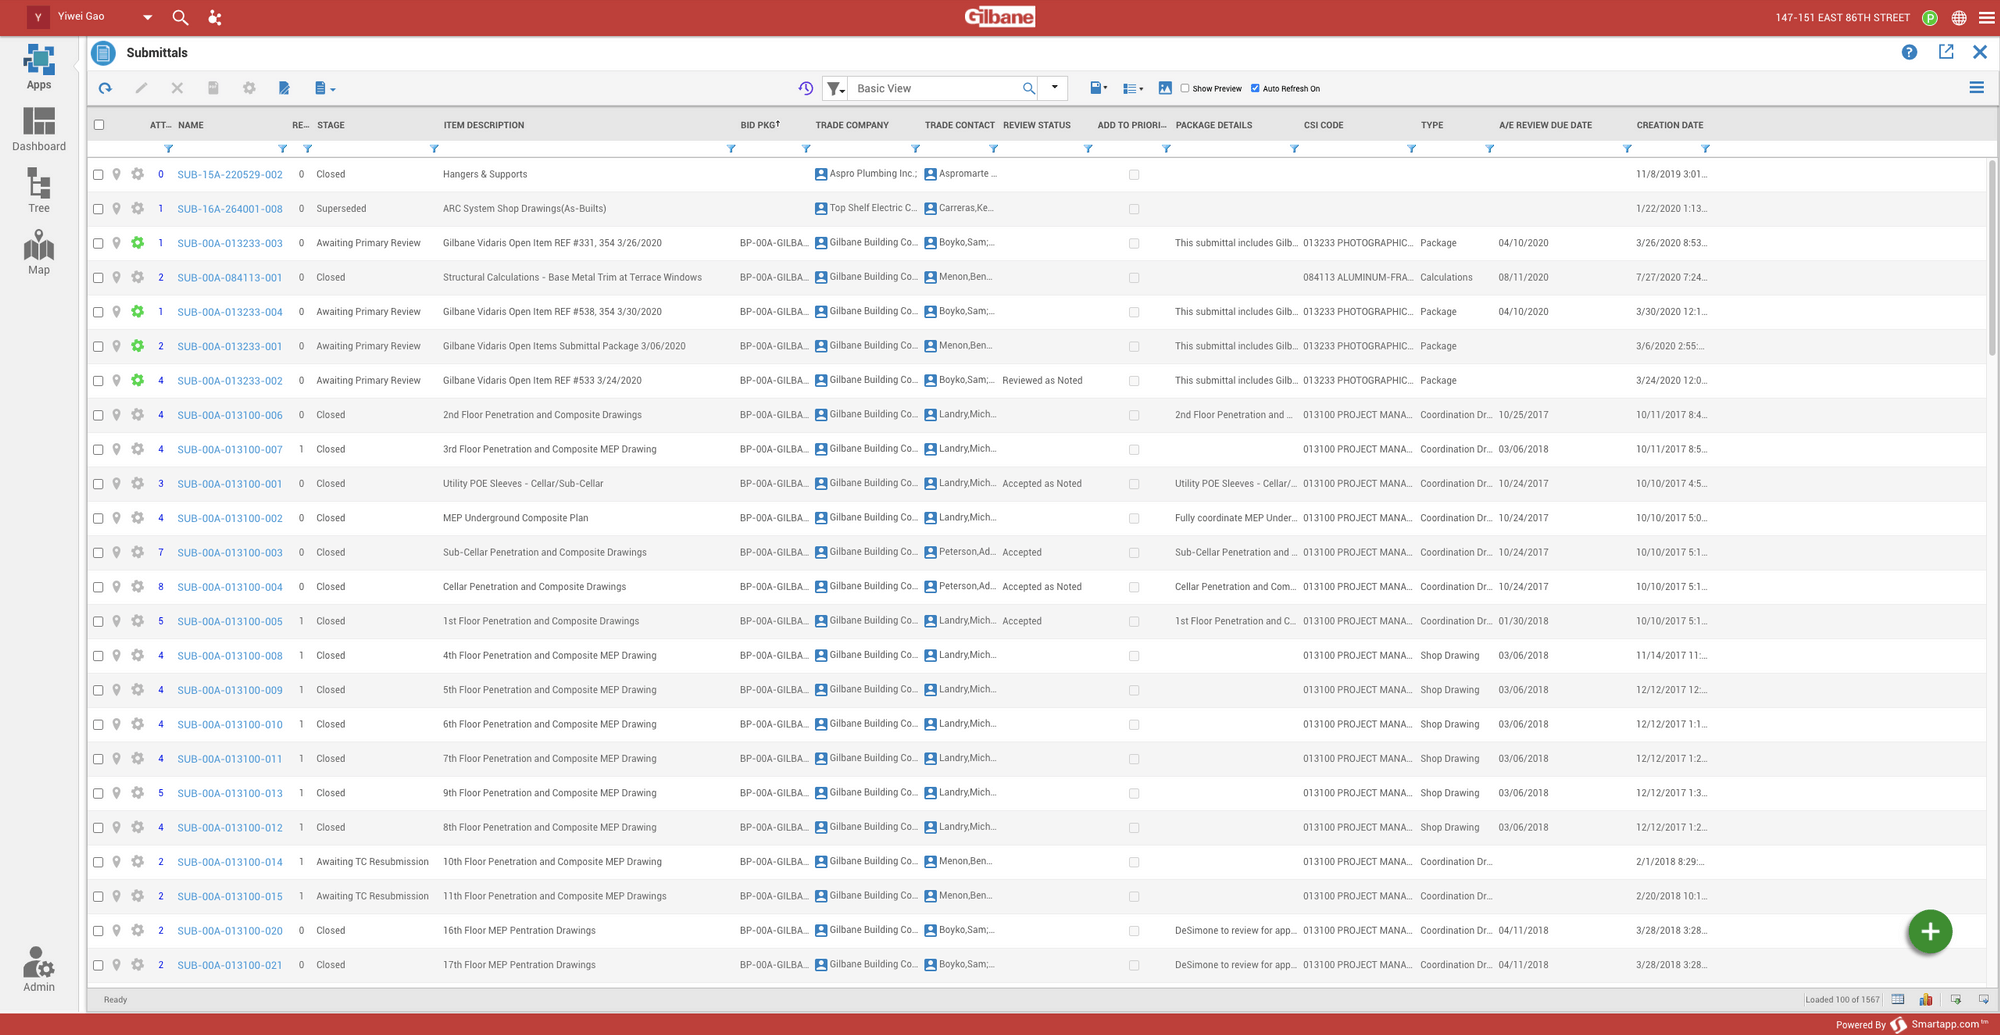 Y Yiwei Gao Gilbane 147-151 EAST 86TH STREET P
Apps
Dashboard
Tree
Map
Admin
Submittals
Basic View Show Preview Auto Refresh On
ATT... NAME RE... STAGE ITEM DESCRIPTION BID PKG TRADE COMPANY TRADE CONTACT REVIEW STATUS ADD TO PRIORI... PACKAGE DETAILS CSI CODE TYPE A/E REVIEW DUE DATE CREATION DATE
0 SUB-15A-220529-002 0 Closed Hangers & Supports Aspro Plumbing Inc.; Aspromarte ... 11/8/2019 3:01...
1 SUB-16A-264001-008 0 Superseded ARC System Shop Drawings(As-Builts) Top Shelf Electric C... Carreras,Ke... 1/22/2020 1:13...
1 SUB-00A-013233-003 0 Awaiting Primary Review Gilbane Vidaris Open Item REF #331, 354 3/26/2020 BP-00A-GILBA... Gilbane Building Co... Boyko,Sam;... This submittal includes Gilb... 013233 PHOTOGRAPHIC... Package 04/10/2020 3/26/2020 8:53...
2 SUB-00A-084113-001 0 Closed Structural Calculations - Base Metal Trim at Terrace Windows BP-00A-GILBA... Gilbane Building Co... Menon,Ben... 084113 ALUMINUM-FRA... Calculations 08/11/2020 7/27/2020 7:24...
1 SUB-00A-013233-004 0 Awaiting Primary Review Gilbane Vidaris Open Item REF #538, 354 3/30/2020 BP-00A-GILBA... Gilbane Building Co... Boyko,Sam;... This submittal includes Gilb... 013233 PHOTOGRAPHIC... Package 04/10/2020 3/30/2020 12:1...
2 SUB-00A-013233-001 0 Awaiting Primary Review Gilbane Vidaris Open Items Submittal Package 3/06/2020 BP-00A-GILBA... Gilbane Building Co... Menon,Ben... This submittal includes Gilb... 013233 PHOTOGRAPHIC... Package 3/6/2020 2:55:...
4 SUB-00A-013233-002 0 Awaiting Primary Review Gilbane Vidaris Open Item REF #533 3/24/2020 BP-00A-GILBA... Gilbane Building Co... Boyko,Sam;... Reviewed as Noted This submittal includes Gilb... 013233 PHOTOGRAPHIC... Package 3/24/2020 12:0...
4 SUB-00A-013100-006 0 Closed 2nd Floor Penetration and Composite Drawings BP-00A-GILBA... Gilbane Building Co... Landry,Mich... 2nd Floor Penetration and ... 013100 PROJECT MANA... Coordination Dr... 10/25/2017 10/11/2017 8:4...
4 SUB-00A-013100-007 1 Closed 3rd Floor Penetration and Composite MEP Drawing BP-00A-GILBA... Gilbane Building Co... Landry,Mich... 013100 PROJECT MANA... Coordination Dr... 03/06/2018 10/11/2017 8:5...
3 SUB-00A-013100-001 0 Closed Utility POE Sleeves - Cellar/Sub-Cellar BP-00A-GILBA... Gilbane Building Co... Landry,Mich... Accepted as Noted Utility POE Sleeves - Cellar/... 013100 PROJECT MANA... Coordination Dr... 10/24/2017 10/10/2017 4:5...
4 SUB-00A-013100-002 0 Closed MEP Underground Composite Plan BP-00A-GILBA... Gilbane Building Co... Landry,Mich... Fully coordinate MEP Under... 013100 PROJECT MANA... Coordination Dr... 10/24/2017 10/10/2017 5:0...
7 SUB-00A-013100-003 0 Closed Sub-Cellar Penetration and Composite Drawings BP-00A-GILBA... Gilbane Building Co... Peterson,Ad... Accepted Sub-Cellar Penetration and ... 013100 PROJECT MANA... Coordination Dr... 10/24/2017 10/10/2017 5:1...
8 SUB-00A-013100-004 0 Closed Cellar Penetration and Composite Drawings BP-00A-GILBA... Gilbane Building Co... Peterson,Ad... Accepted as Noted Cellar Penetration and Com... 013100 PROJECT MANA... Coordination Dr... 10/24/2017 10/10/2017 5:1...
5 SUB-00A-013100-005 1 Closed 1st Floor Penetration and Composite Drawings BP-00A-GILBA... Gilbane Building Co... Landry,Mich... Accepted 1st Floor Penetration and C... 013100 PROJECT MANA... Coordination Dr... 01/30/2018 10/10/2017 5:1...
4 SUB-00A-013100-008 1 Closed 4th Floor Penetration and Composite MEP Drawing BP-00A-GILBA... Gilbane Building Co... Landry,Mich... 013100 PROJECT MANA... Shop Drawing 03/06/2018 11/14/2017 11:...
4 SUB-00A-013100-009 1 Closed 5th Floor Penetration and Composite MEP Drawing BP-00A-GILBA... Gilbane Building Co... Landry,Mich... 013100 PROJECT MANA... Shop Drawing 03/06/2018 12/12/2017 12:...
4 SUB-00A-013100-010 1 Closed 6th Floor Penetration and Composite MEP Drawing BP-00A-GILBA... Gilbane Building Co... Landry,Mich... 013100 PROJECT MANA... Shop Drawing 03/06/2018 12/12/2017 1:1...
4 SUB-00A-013100-011 1 Closed 7th Floor Penetration and Composite MEP Drawing BP-00A-GILBA... Gilbane Building Co... Landry,Mich... 013100 PROJECT MANA... Shop Drawing 03/06/2018 12/12/2017 1:2...
5 SUB-00A-013100-013 1 Closed 9th Floor Penetration and Composite MEP Drawing BP-00A-GILBA... Gilbane Building Co... Landry,Mich... 013100 PROJECT MANA... Shop Drawing 03/06/2018 12/12/2017 1:3...
4 SUB-00A-013100-012 1 Closed 8th Floor Penetration and Composite MEP Drawing BP-00A-GILBA... Gilbane Building Co... Landry,Mich... 013100 PROJECT MANA... Shop Drawing 03/06/2018 12/12/2017 1:2...
2 SUB-00A-013100-014 1 Awaiting TC Resubmission 10th Floor Penetration and Composite MEP Drawing BP-00A-GILBA... Gilbane Building Co... Menon,Ben... 013100 PROJECT MANA... Coordination Dr... 2/1/2018 8:29:...
2 SUB-00A-013100-015 1 Awaiting TC Resubmission 11th Floor Penetration and Composite MEP Drawings BP-00A-GILBA... Gilbane Building Co... Menon,Ben... 013100 PROJECT MANA... Coordination Dr... 2/20/2018 10:1...
2 SUB-00A-013100-020 0 Closed 16th Floor MEP Pentration Drawings BP-00A-GILBA... Gilbane Building Co... Boyko,Sam;... DeSimone to review for app... 013100 PROJECT MANA... Coordination Dr... 04/11/2018 3/28/2018 3:28...
2 SUB-00A-013100-021 0 Closed 17th Floor MEP Pentration Drawings BP-00A-GILBA... Gilbane Building Co... Boyko,Sam;... DeSimone to review for app... 013100 PROJECT MANA... Coordination Dr... 04/11/2018 3/28/2018 3:28...
Ready Loaded 100 of 1567
Powered By Smartapp.com™